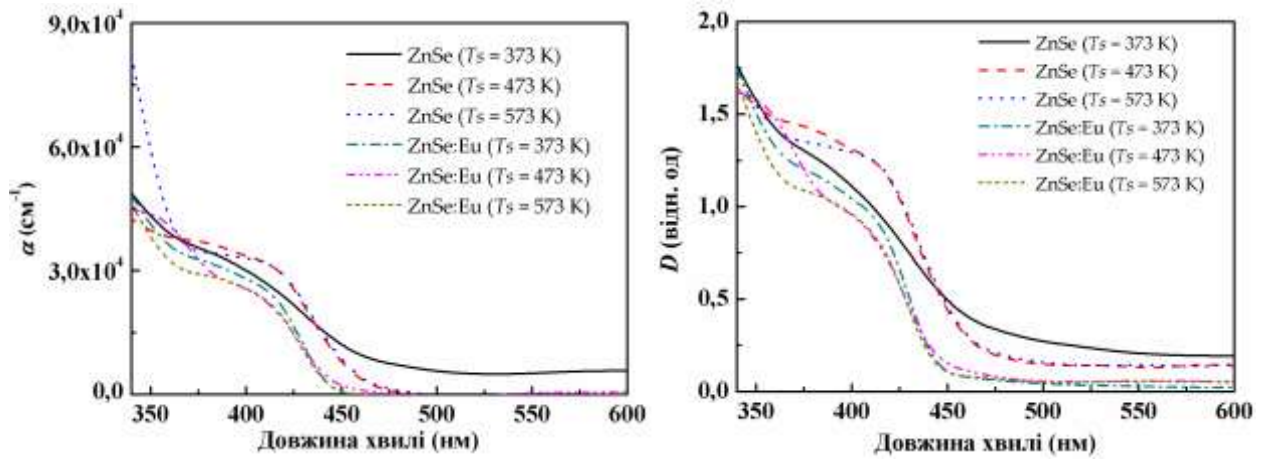 9,0x10⁴
6,0x10⁴
3,0x10⁴
0,0
α (см⁻¹)
ZnSe (Ts = 373 K)
ZnSe (Ts = 473 K)
ZnSe (Ts = 573 K)
ZnSe:Eu (Ts = 373 K)
ZnSe:Eu (Ts = 473 K)
ZnSe:Eu (Ts = 573 K)
350 400 450 500 550 600
Довжина хвилі (нм)
2,0
1,5
1,0
0,5
0,0
D (відн. од)
ZnSe (Ts = 373 K)
ZnSe (Ts = 473 K)
ZnSe (Ts = 573 K)
ZnSe:Eu (Ts = 373 K)
ZnSe:Eu (Ts = 473 K)
ZnSe:Eu (Ts = 573 K)
350 400 450 500 550 600
Довжина хвилі (нм)